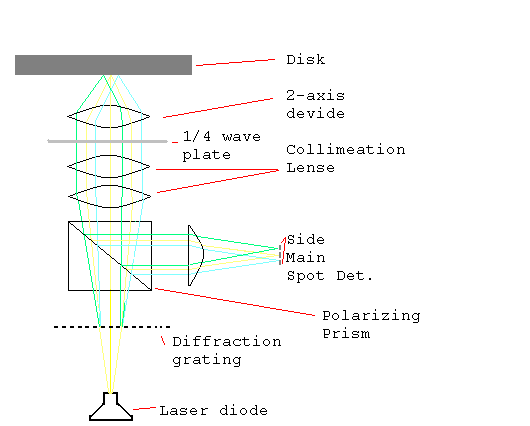 Disk
2-axis
devide
1/4 wave
plate
Collimeation
Lense
Side
Main
Spot Det.
Polarizing
Prism
Diffraction
grating
Laser diode